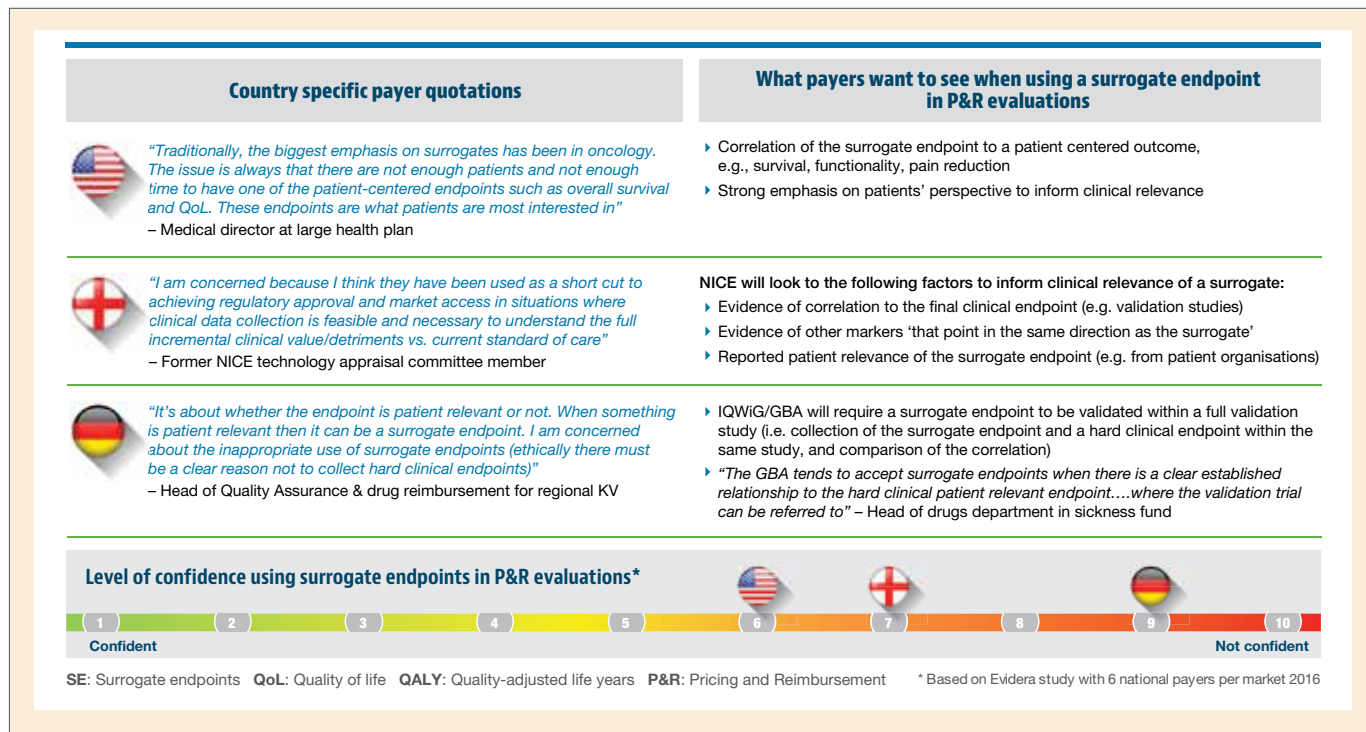 Country specific payer quotations
What payers want to see when using a surrogate endpoint
in P&R evaluations
“Traditionally, the biggest emphasis on surrogates has been in oncology.
The issue is always that there are not enough patients and not enough
time to have one of the patient-centered endpoints such as overall survival
and QoL. These endpoints are what patients are most interested in”
– Medical director at large health plan
Correlation of the surrogate endpoint to a patient centered outcome,
e.g., survival, functionality, pain reduction
Strong emphasis on patients’ perspective to inform clinical relevance
“I am concerned because I think they have been used as a short cut to
achieving regulatory approval and market access in situations where
clinical data collection is feasible and necessary to understand the full
incremental clinical value/detriments vs. current standard of care”
– Former NICE technology appraisal committee member
NICE will look to the following factors to inform clinical relevance of a surrogate:
Evidence of correlation to the final clinical endpoint (e.g. validation studies)
Evidence of other markers ‘that point in the same direction as the surrogate’
Reported patient relevance of the surrogate endpoint (e.g. from patient organisations)
“It’s about whether the endpoint is patient relevant or not. When something
is patient relevant then it can be a surrogate endpoint. I am concerned
about the inappropriate use of surrogate endpoints (ethically there must
be a clear reason not to collect hard clinical endpoints)”
– Head of Quality Assurance & drug reimbursement for regional KV
IQWiG/GBA will require a surrogate endpoint to be validated within a full validation
study (i.e. collection of the surrogate endpoint and a hard clinical endpoint within the
same study, and comparison of the correlation)
“The GBA tends to accept surrogate endpoints when there is a clear established
relationship to the hard clinical patient relevant endpoint....where the validation trial
can be referred to” – Head of drugs department in sickness fund
Level of confidence using surrogate endpoints in P&R evaluations*
1 2 3 4 5 6 7 8 9 10
Confident Not confident
SE: Surrogate endpoints QoL: Quality of life QALY: Quality-adjusted life years P&R: Pricing and Reimbursement * Based on Evidera study with 6 national payers per market 2016